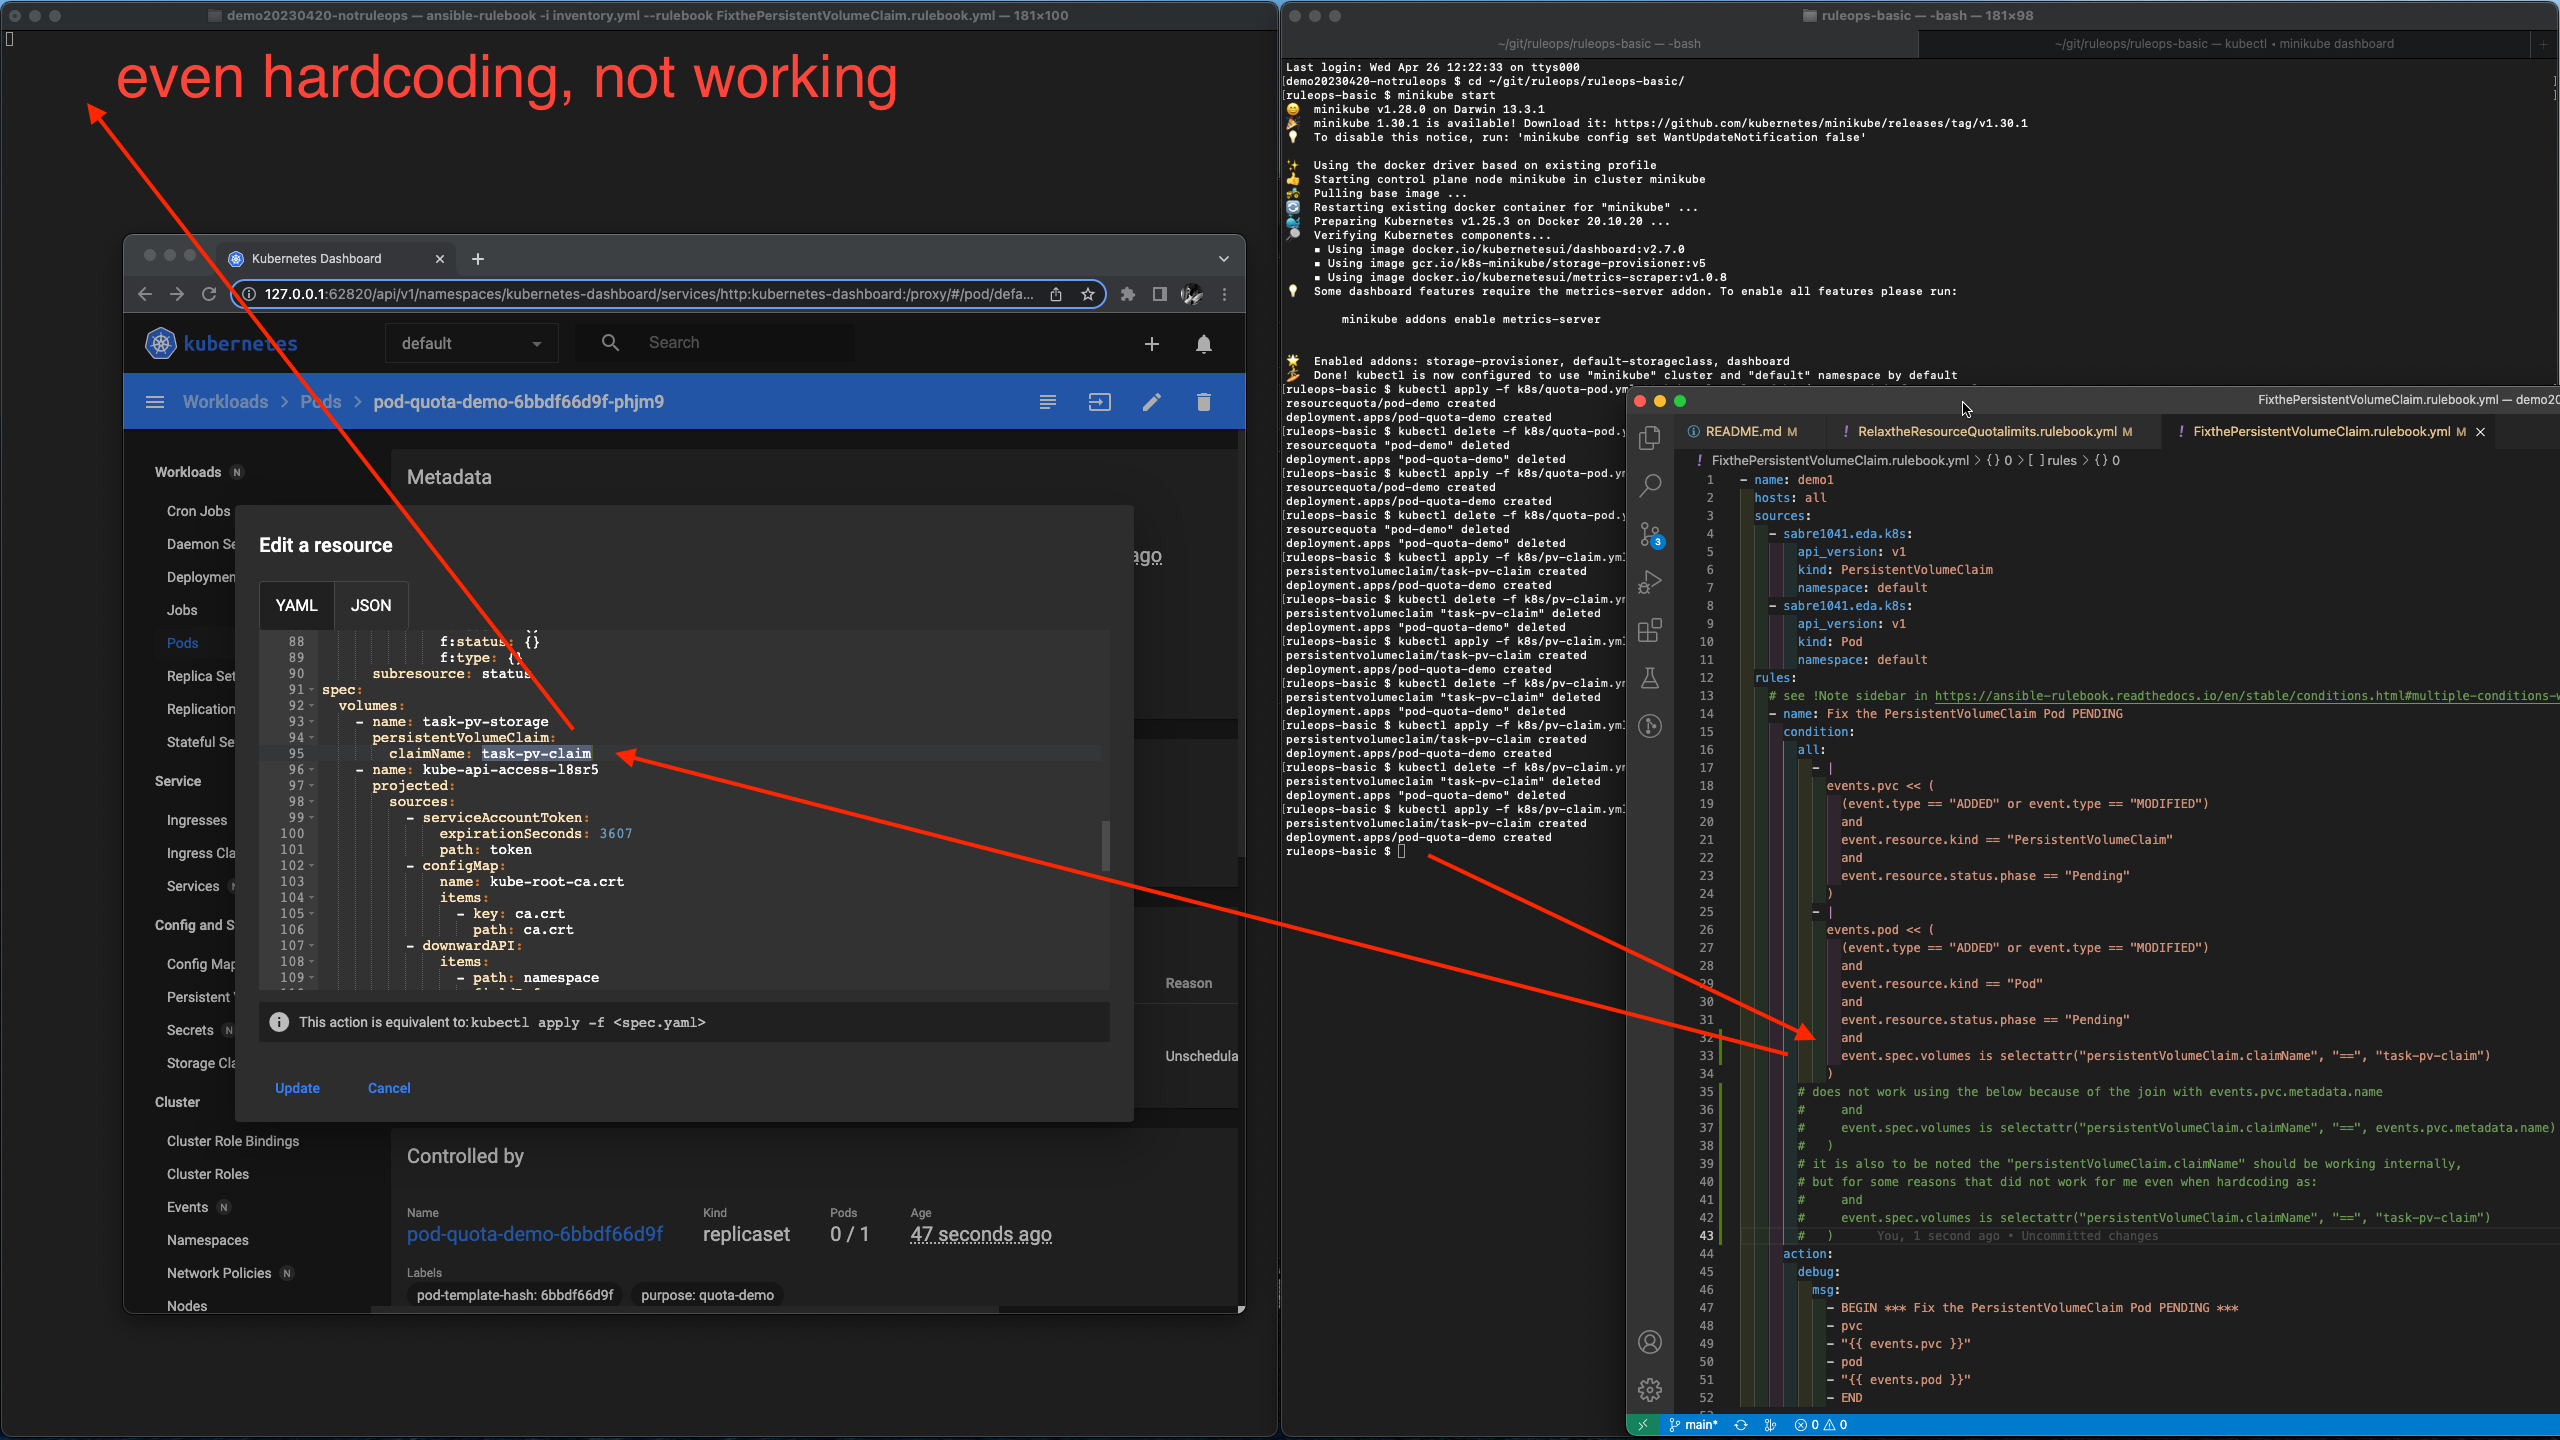 demo20230420-notruleops — ansible-rulebook -i inventory.yml --rulebook FixthePersistentVolumeClaim.rulebook.yml — 181×100
even hardcoding, not working
Kubernetes Dashboard
127.0.0.1:62820/api/v1/namespaces/kubernetes-dashboard/services/http:kubernetes-dashboard:/proxy/#/pod/defa...
kubernetes
default
Search
Workloads > Pods > pod-quota-demo-6bbdf66d9f-phjm9
Workloads N
Cron Jobs
Daemon Se
Deploymen
Jobs
Pods
Replica Set
Replication
Stateful Se
Service
Ingresses
Ingress Cla
Services
Config and S
Config Map
Persistent
Secrets N
Storage Cla
Cluster
Cluster Role Bindings
Cluster Roles
Events N
Namespaces
Network Policies N
Nodes
Metadata
ago
Edit a resource
YAML
JSON
88 f:status: {}
89 f:type: {}
90 subresource: status
91 spec:
92 volumes:
93 - name: task-pv-storage
94 persistentVolumeClaim:
95 claimName: task-pv-claim
96 - name: kube-api-access-l8sr5
97 projected:
98 sources:
99 - serviceAccountToken:
100 expirationSeconds: 3607
101 path: token
102 - configMap:
103 name: kube-root-ca.crt
104 items:
105 - key: ca.crt
106 path: ca.crt
107 - downwardAPI:
108 items:
109 - path: namespace
This action is equivalent to: kubectl apply -f <spec.yaml>
Update
Cancel
Reason
Unschedula
Controlled by
Name
pod-quota-demo-6bbdf66d9f
Kind
replicaset
Pods
0 / 1
Age
47 seconds ago
Labels
pod-template-hash: 6bbdf66d9f
purpose: quota-demo
ruleops-basic — -bash — 181×98
~/git/ruleops/ruleops-basic — -bash
~/git/ruleops/ruleops-basic — kubectl • minikube dashboard
Last login: Wed Apr 26 12:22:33 on ttys000
[demo20230420-notruleops $ cd ~/git/ruleops/ruleops-basic/
[ruleops-basic $ minikube start
😄 minikube v1.28.0 on Darwin 13.3.1
🎉 minikube 1.30.1 is available! Download it: https://github.com/kubernetes/minikube/releases/tag/v1.30.1
💡 To disable this notice, run: 'minikube config set WantUpdateNotification false'
✨ Using the docker driver based on existing profile
👍 Starting control plane node minikube in cluster minikube
🚜 Pulling base image ...
🔄 Restarting existing docker container for "minikube" ...
🐳 Preparing Kubernetes v1.25.3 on Docker 20.10.20 ...
🔎 Verifying Kubernetes components...
▪ Using image docker.io/kubernetesui/dashboard:v2.7.0
▪ Using image gcr.io/k8s-minikube/storage-provisioner:v5
▪ Using image docker.io/kubernetesui/metrics-scraper:v1.0.8
💡 Some dashboard features require the metrics-server addon. To enable all features please run:
minikube addons enable metrics-server
🌟 Enabled addons: storage-provisioner, default-storageclass, dashboard
🏄 Done! kubectl is now configured to use "minikube" cluster and "default" namespace by default
[ruleops-basic $ kubectl apply -f k8s/quota-pod.ym
resourcequota/pod-demo created
deployment.apps/pod-quota-demo created
[ruleops-basic $ kubectl delete -f k8s/quota-pod.y
resourcequota "pod-demo" deleted
deployment.apps "pod-quota-demo" deleted
[ruleops-basic $ kubectl apply -f k8s/quota-pod.ym
resourcequota/pod-demo created
deployment.apps/pod-quota-demo created
[ruleops-basic $ kubectl delete -f k8s/quota-pod.y
resourcequota "pod-demo" deleted
deployment.apps "pod-quota-demo" deleted
[ruleops-basic $ kubectl apply -f k8s/pv-claim.yml
persistentvolumeclaim/task-pv-claim created
deployment.apps/pod-quota-demo created
[ruleops-basic $ kubectl delete -f k8s/pv-claim.ym
persistentvolumeclaim "task-pv-claim" deleted
deployment.apps "pod-quota-demo" deleted
[ruleops-basic $ kubectl apply -f k8s/pv-claim.yml
persistentvolumeclaim/task-pv-claim created
deployment.apps/pod-quota-demo created
[ruleops-basic $ kubectl delete -f k8s/pv-claim.ym
persistentvolumeclaim "task-pv-claim" deleted
deployment.apps "pod-quota-demo" deleted
[ruleops-basic $ kubectl apply -f k8s/pv-claim.yml
persistentvolumeclaim/task-pv-claim created
deployment.apps/pod-quota-demo created
[ruleops-basic $ kubectl delete -f k8s/pv-claim.ym
persistentvolumeclaim "task-pv-claim" deleted
deployment.apps "pod-quota-demo" deleted
[ruleops-basic $ kubectl apply -f k8s/pv-claim.yml
persistentvolumeclaim/task-pv-claim created
deployment.apps/pod-quota-demo created
ruleops-basic $
FixthePersistentVolumeClaim.rulebook.yml — demo20
README.md M
! RelaxtheResourceQuotalimits.rulebook.yml M
! FixthePersistentVolumeClaim.rulebook.yml M
! FixthePersistentVolumeClaim.rulebook.yml > {} 0 > [ ] rules > {} 0
3
1 - name: demo1
2 hosts: all
3 sources:
4 - sabre1041.eda.k8s:
5 api_version: v1
6 kind: PersistentVolumeClaim
7 namespace: default
8 - sabre1041.eda.k8s:
9 api_version: v1
10 kind: Pod
11 namespace: default
12 rules:
13 # see !Note sidebar in https://ansible-rulebook.readthedocs.io/en/stable/conditions.html#multiple-conditions-w
14 - name: Fix the PersistentVolumeClaim Pod PENDING
15 condition:
16 all:
17 - |
18 events.pvc << (
19 (event.type == "ADDED" or event.type == "MODIFIED")
20 and
21 event.resource.kind == "PersistentVolumeClaim"
22 and
23 event.resource.status.phase == "Pending"
24 )
25 - |
26 events.pod << (
27 (event.type == "ADDED" or event.type == "MODIFIED")
28 and
29 event.resource.kind == "Pod"
30 and
31 event.resource.status.phase == "Pending"
32 and
33 event.spec.volumes is selectattr("persistentVolumeClaim.claimName", "==", "task-pv-claim")
34 )
35 # does not work using the below because of the join with events.pvc.metadata.name
36 # and
37 # event.spec.volumes is selectattr("persistentVolumeClaim.claimName", "==", events.pvc.metadata.name)
38 # )
39 # it is also to be noted the "persistentVolumeClaim.claimName" should be working internally,
40 # but for some reasons that did not work for me even when hardcoding as:
41 # and
42 # event.spec.volumes is selectattr("persistentVolumeClaim.claimName", "==", "task-pv-claim")
43 # ) You, 1 second ago • Uncommitted changes
44 action:
45 debug:
46 msg:
47 - BEGIN *** Fix the PersistentVolumeClaim Pod PENDING ***
48 - pvc
49 - "{{ events.pvc }}"
50 - pod
51 - "{{ events.pod }}"
52 - END
main* 0 0